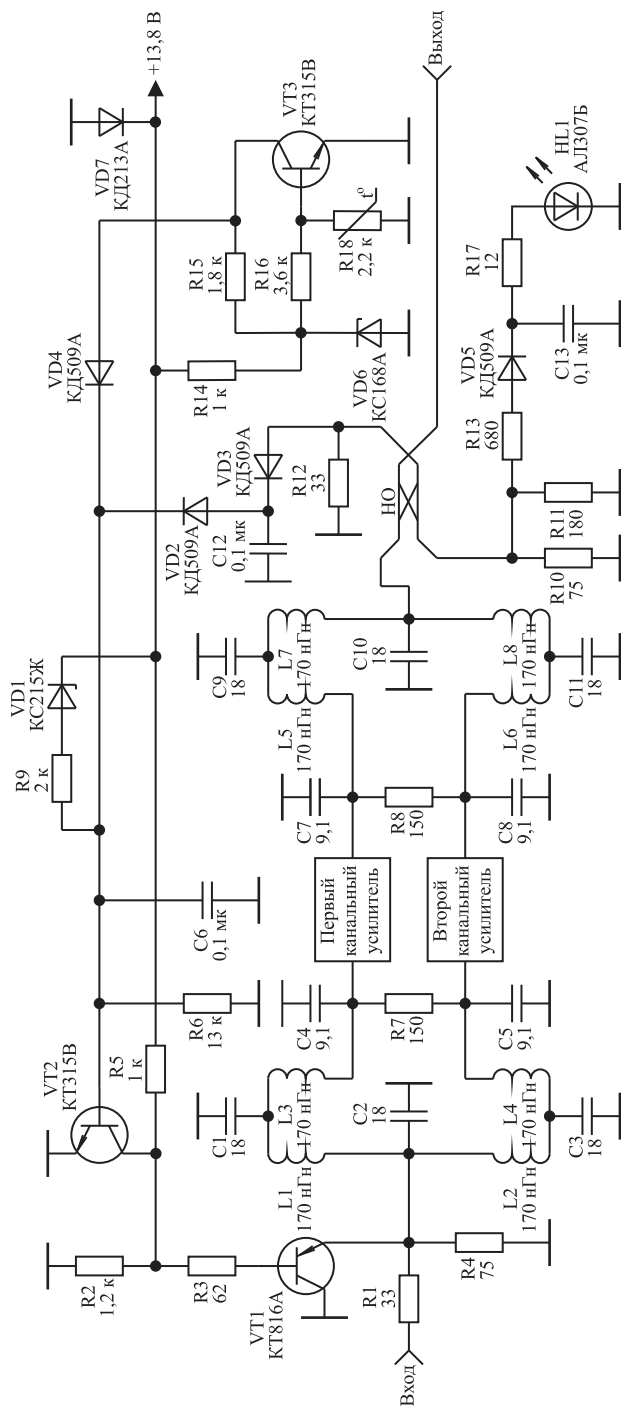 VT2
КТ315В
R9
2 к
VD1
КС215Ж
VD4
КД509А
VD7
КД213А
+13,8 В
R2
1,2 к
R5
1 к
R3
62
R6
13 к
C6
0,1 мк
VD2
КД509А
R14
1 к
R15
1,8 к
R16
3,6 к
VT3
КТ315В
VT1
КТ816А
C1
18
C4
9,1
C7
9,1
C9
18
C12
0,1 мк
VD3
КД509А
L1
170 нГн
L3
170 нГн
L5
170 нГн
L7
170 нГн
R12
33
VD6
КС168А
R18
2,2 к
t°
Первый
канальный
усилитель
R1
33
C2
18
R7
150
R8
150
C10
18
НО
Вход
Выход
R4
75
Второй
канальный
усилитель
L2
170 нГн
L4
170 нГн
L6
170 нГн
L8
170 нГн
R13
680
VD5
КД509А
R17
12
C3
18
C5
9,1
C8
9,1
C11
18
R10
75
R11
180
C13
0,1 мк
HL1
АЛ307Б